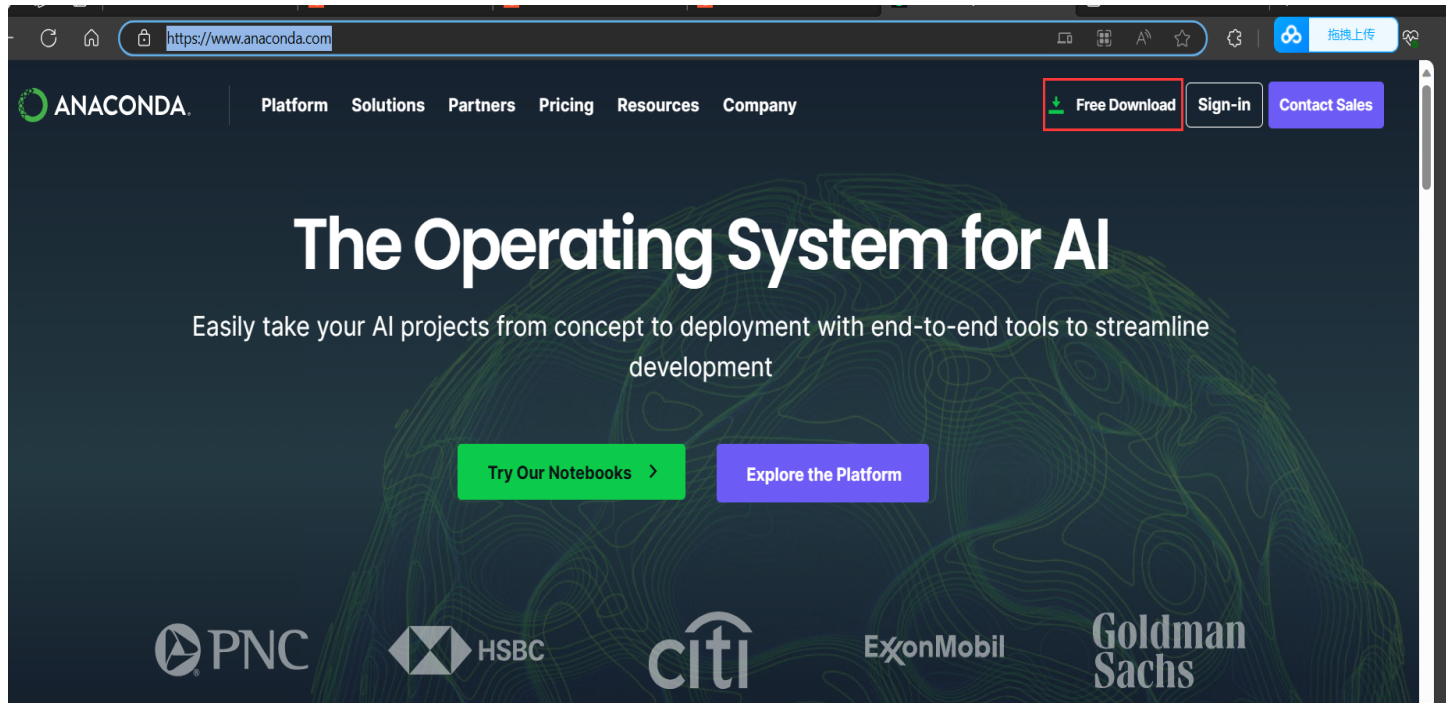 https://www.anaconda.com
拖拽上传
ANACONDA.
Platform Solutions Partners Pricing Resources Company
Free Download Sign-in Contact Sales
The Operating System for AI
Easily take your AI projects from concept to deployment with end-to-end tools to streamline
development
Try Our Notebooks
Explore the Platform
PNC
HSBC
citi
ExxonMobil
Goldman
Sachs